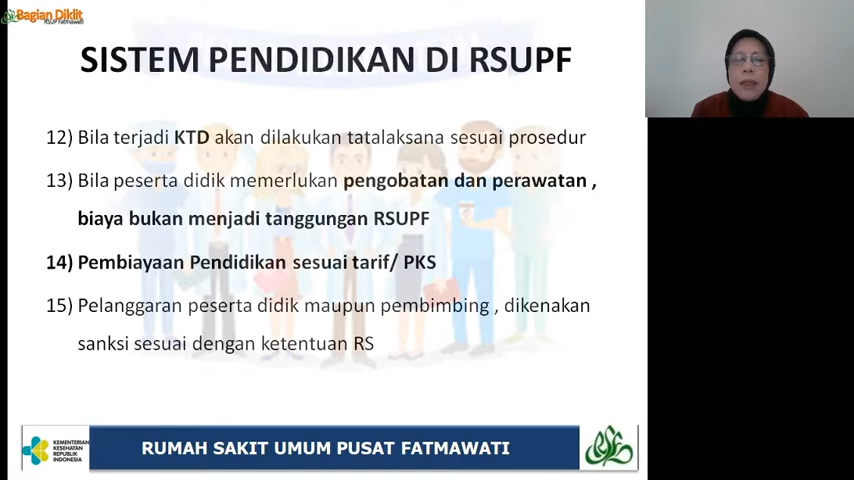 Bagian Diklit
RSUP Fatmawati
SISTEM PENDIDIKAN DI RSUPF
12) Bila terjadi KTD akan dilakukan tatalaksana sesuai prosedur
13) Bila peserta didik memerlukan pengobatan dan perawatan ,
biaya bukan menjadi tanggungan RSUPF
14) Pembiayaan Pendidikan sesuai tarif/ PKS
15) Pelanggaran peserta didik maupun pembimbing , dikenakan
sanksi sesuai dengan ketentuan RS
KEMENTERIAN
KESEHATAN
REPUBLIK
INDONESIA
RUMAH SAKIT UMUM PUSAT FATMAWATI